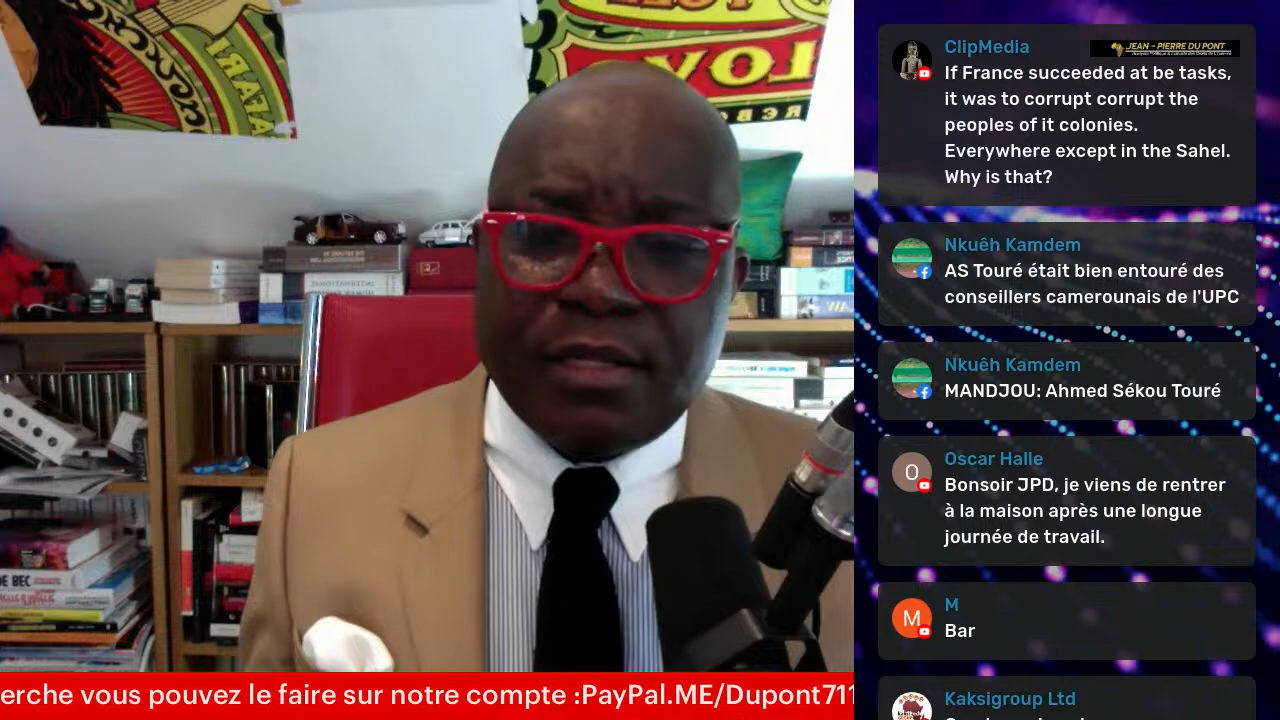 ClipMedia
JEAN - PIERRE DU PONT
If France succeeded at be tasks,
it was to corrupt corrupt the
peoples of it colonies.
Everywhere except in the Sahel.
Why is that?
Nkuêh Kamdem
AS Touré était bien entouré des
conseillers camerounais de l'UPC
Nkuêh Kamdem
MANDJOU: Ahmed Sékou Touré
O
Oscar Halle
Bonsoir JPD, je viens de rentrer
à la maison après une longue
journée de travail.
M
M
Bar
Kaksigroup Ltd
DE BEC
erche vous pouvez le faire sur notre compte :PayPal.ME/Dupont711